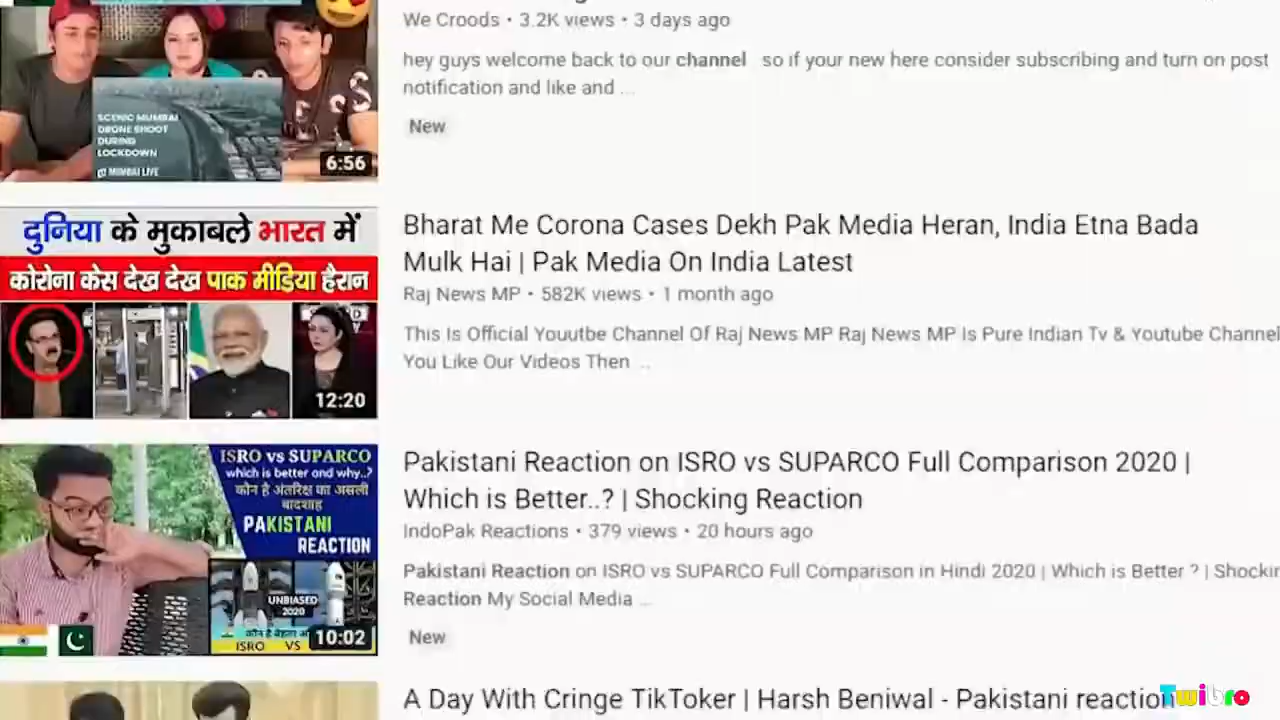 We Croods • 3.2K views • 3 days ago
hey guys welcome back to our channel so if your new here consider subscribing and turn on post
notification and like and ...
New
SCENIC MUMBAI
DRONE SHOOT
DURING
LOCKDOWN
MUMBAI LIVE
6:56
दुनिया के मुकाबले भारत में
कोरोना केस देख देख पाक मीडिया हैरान
12:20
Bharat Me Corona Cases Dekh Pak Media Heran, India Etna Bada
Mulk Hai | Pak Media On India Latest
Raj News MP • 582K views • 1 month ago
This Is Official Youutbe Channel Of Raj News MP Raj News MP Is Pure Indian Tv & Youtube Channel
You Like Our Videos Then ...
ISRO vs SUPARCO
which is better and why..?
कौन है अंतरिक्ष का असली
बादशाह
PAKISTANI
REACTION
UNBIASED
2020
ISRO VS
10:02
Pakistani Reaction on ISRO vs SUPARCO Full Comparison 2020 |
Which is Better..? | Shocking Reaction
IndoPak Reactions • 379 views • 20 hours ago
Pakistani Reaction on ISRO vs SUPARCO Full Comparison in Hindi 2020 | Which is Better ? | Shockin
Reaction My Social Media ...
New
A Day With Cringe TikToker | Harsh Beniwal - Pakistani reaction
Twibro